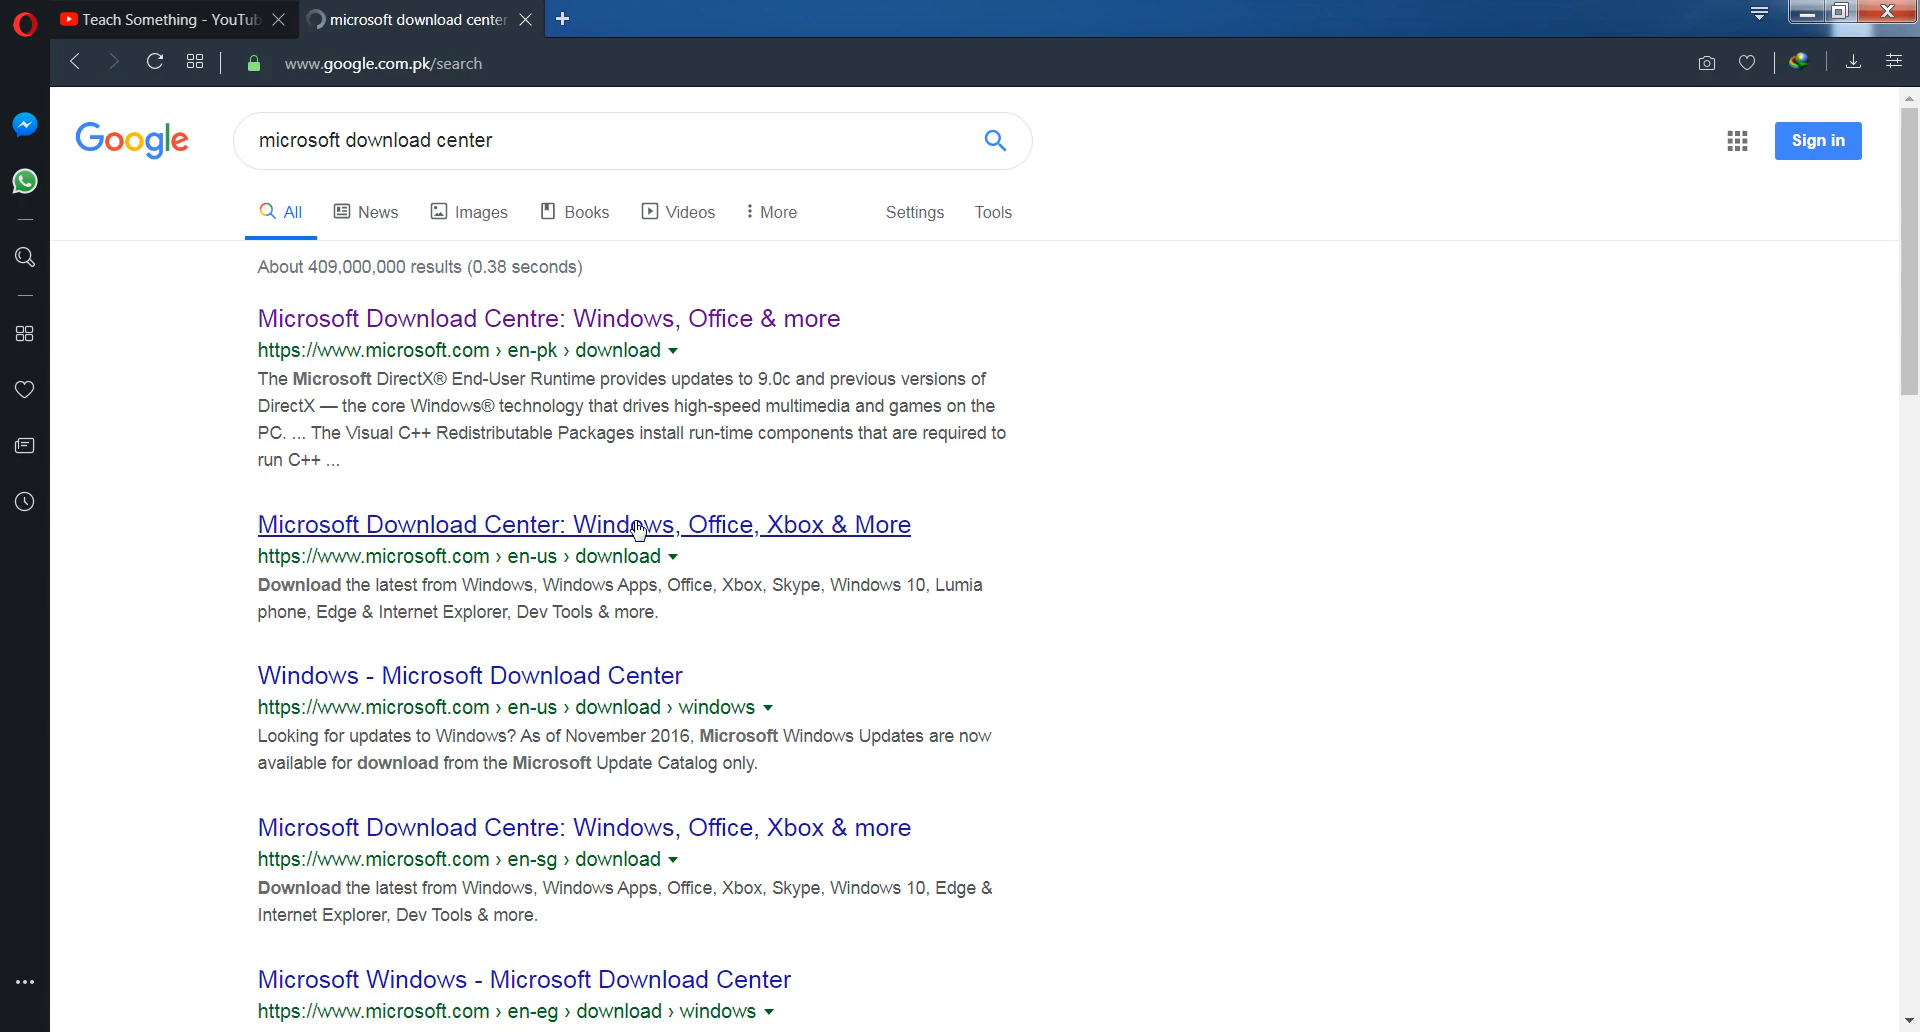 Teach Something - YouTub
microsoft download center
www.google.com.pk/search
Google
microsoft download center
Sign in
All
News
Images
Books
Videos
More
Settings
Tools
About 409,000,000 results (0.38 seconds)
Microsoft Download Centre: Windows, Office & more
https://www.microsoft.com › en-pk › download
The Microsoft DirectX® End-User Runtime provides updates to 9.0c and previous versions of
DirectX — the core Windows® technology that drives high-speed multimedia and games on the
PC. ... The Visual C++ Redistributable Packages install run-time components that are required to
run C++ ...
Microsoft Download Center: Windows, Office, Xbox & More
https://www.microsoft.com › en-us › download
Download the latest from Windows, Windows Apps, Office, Xbox, Skype, Windows 10, Lumia
phone, Edge & Internet Explorer, Dev Tools & more.
Windows - Microsoft Download Center
https://www.microsoft.com › en-us › download › windows
Looking for updates to Windows? As of November 2016, Microsoft Windows Updates are now
available for download from the Microsoft Update Catalog only.
Microsoft Download Centre: Windows, Office, Xbox & more
https://www.microsoft.com › en-sg › download
Download the latest from Windows, Windows Apps, Office, Xbox, Skype, Windows 10, Edge &
Internet Explorer, Dev Tools & more.
Microsoft Windows - Microsoft Download Center
https://www.microsoft.com › en-eg › download › windows